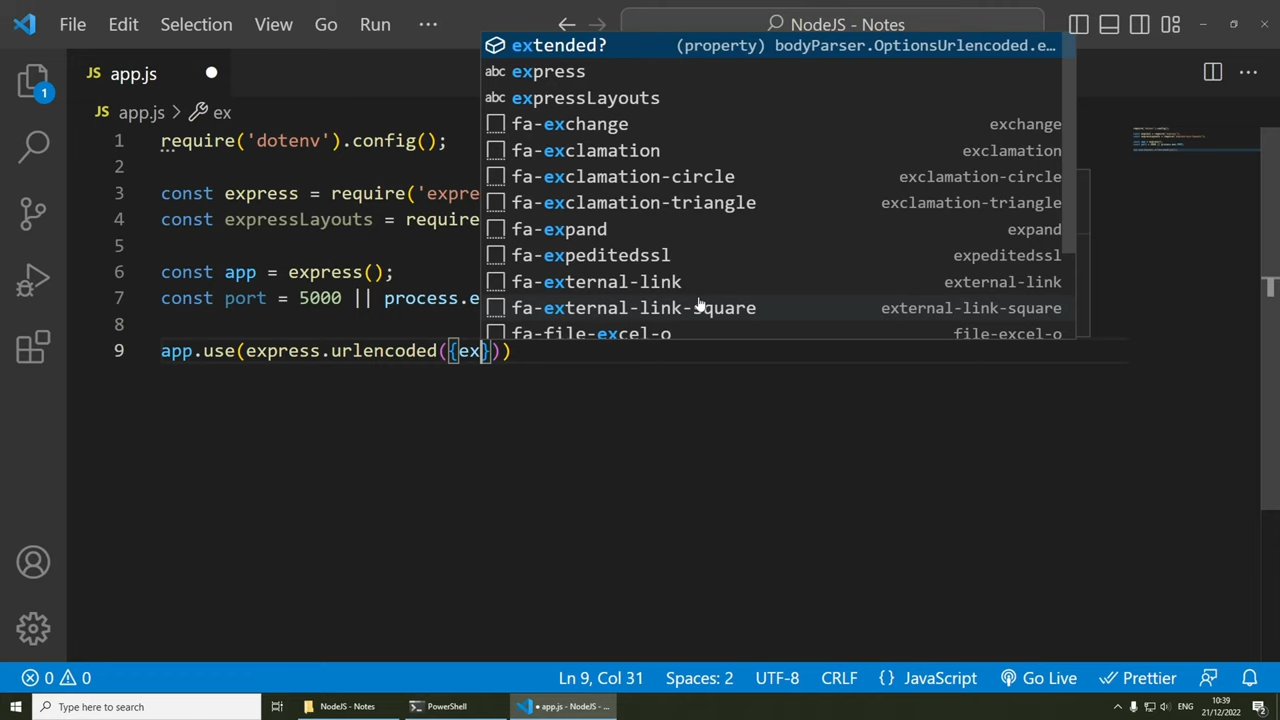 File Edit Selection View Go Run ··· NodeJS - Notes
JS app.js
JS app.js > ex
1 require('dotenv').config();
2
3 const express = require('expre
4 const expressLayouts = require
5
6 const app = express();
7 const port = 5000 || process.e
8
9 app.use(express.urlencoded({ex}))
extended? (property) bodyParser.OptionsUrlencoded.e…
abc express
abc expressLayouts
fa-exchange exchange
fa-exclamation exclamation
fa-exclamation-circle exclamation-circle
fa-exclamation-triangle exclamation-triangle
fa-expand expand
fa-expeditedssl expeditedssl
fa-external-link external-link
fa-external-link-square external-link-square
fa-file-excel-o file-excel-o
1
T
0 0 Ln 9, Col 31 Spaces: 2 UTF-8 CRLF {} JavaScript Go Live Prettier
Type here to search NodeJS - Notes PowerShell app.js - NodeJS - ... ENG 10:39
21/12/2022 2